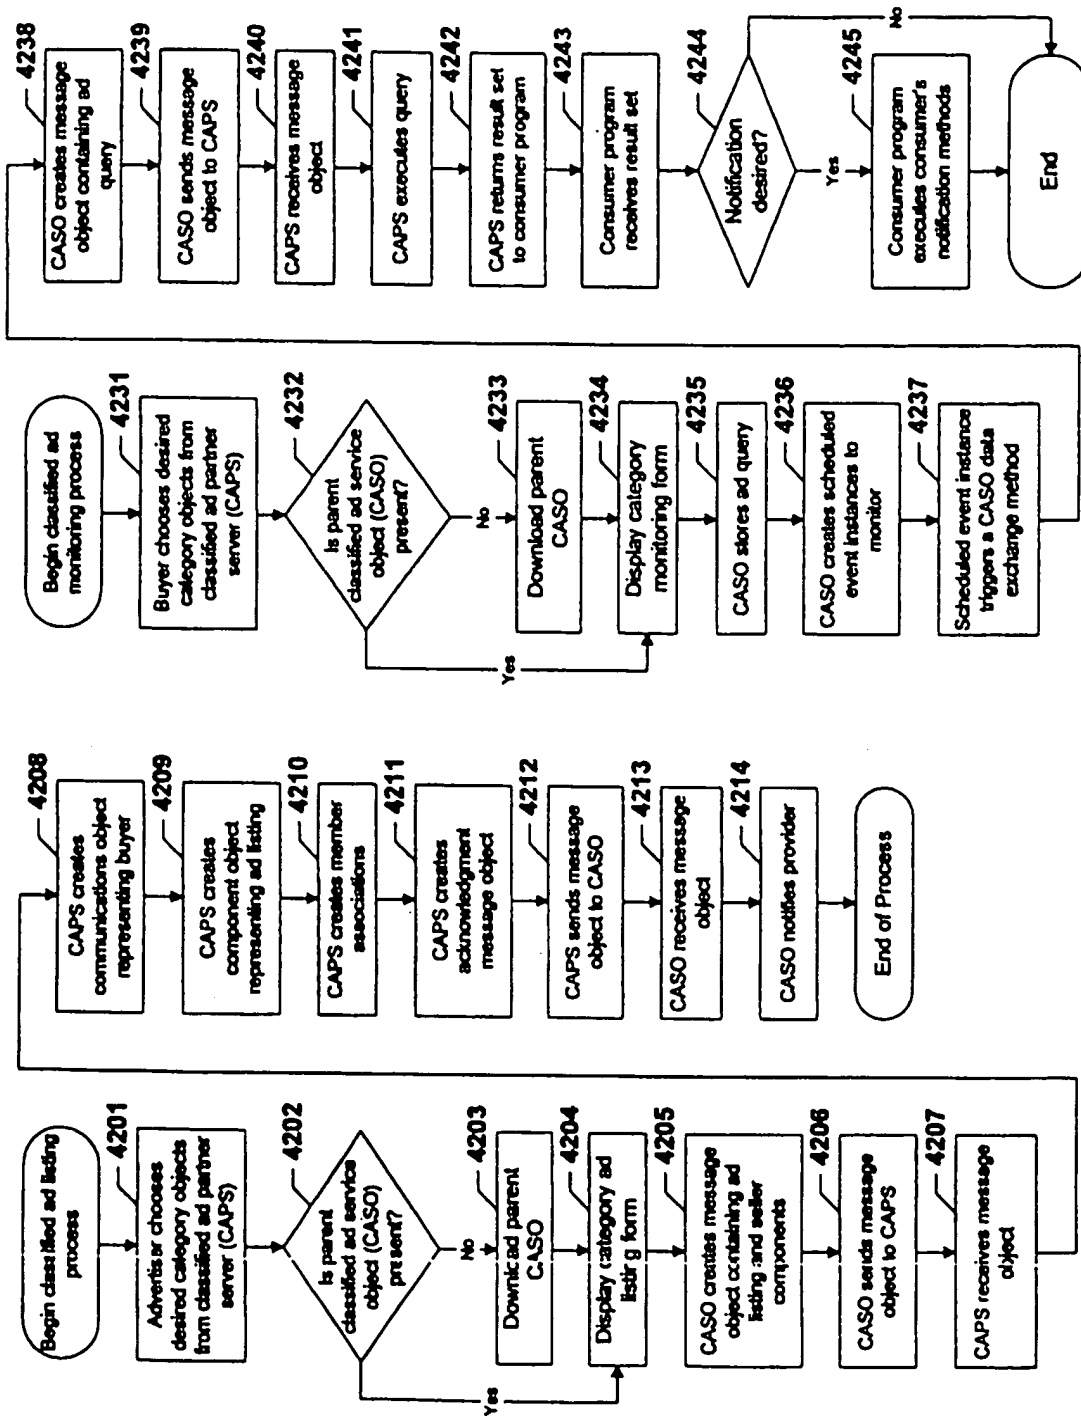 Begin classified ad listing
process
4201
Advertiser chooses
desired category objects
from classified ad partner
server (CAPS)
4202
Is parent
classified ad service
object (CASO)
present?
Yes
No
4203
Download parent
CASO
4204
Display category ad
listing form
4205
CASO creates message
object containing ad
listing and seller
components
4206
CASO sends message
object to CAPS
4207
CAPS receives message
object
4208
CAPS creates
communications object
representing buyer
4209
CAPS creates
component object
representing ad listing
4210
CAPS creates member
associations
4211
CAPS creates
acknowledgment
message object
4212
CAPS sends message
object to CASO
4213
CASO receives message
object
4214
CASO notifies provider
End of Process
Begin classified ad
monitoring process
4231
Buyer chooses desired
category objects from
classified ad partner
server (CAPS)
4232
Is parent
classified ad service
object (CASO)
present?
Yes
No
4233
Download parent
CASO
4234
Display category
monitoring form
4235
CASO stores ad query
4236
CASO creates scheduled
event instances to
monitor
4237
Scheduled event instance
triggers a CASO data
exchange method
4238
CASO creates message
object containing ad
query
4239
CASO sends message
object to CAPS
4240
CAPS receives message
object
4241
CAPS executes query
4242
CAPS returns result set
to consumer program
4243
Consumer program
receives result set
4244
Notification
desired?
No
Yes
4245
Consumer program
executes consumer's
notification methods
End